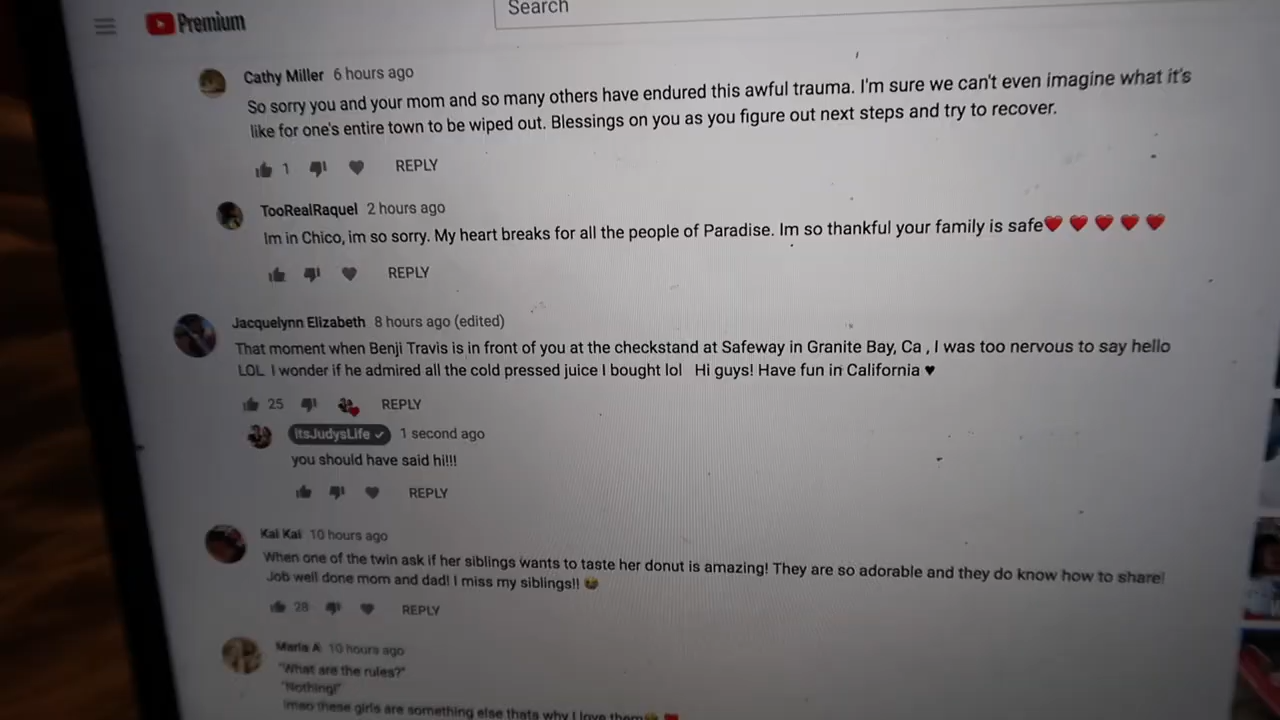 Premium
Search
Cathy Miller 6 hours ago
So sorry you and your mom and so many others have endured this awful trauma. I'm sure we can't even imagine what it's
like for one's entire town to be wiped out. Blessings on you as you figure out next steps and try to recover.
1 REPLY
TooRealRaquel 2 hours ago
Im in Chico, im so sorry. My heart breaks for all the people of Paradise. Im so thankful your family is safe❤️❤️❤️❤️❤️
REPLY
Jacquelynn Elizabeth 8 hours ago (edited)
That moment when Benji Travis is in front of you at the checkstand at Safeway in Granite Bay, Ca , I was too nervous to say hello
LOL I wonder if he admired all the cold pressed juice I bought lol Hi guys! Have fun in California ♥
25 REPLY
ItsJudysLife 1 second ago
you should have said hi!!!
REPLY
Kai Kai 10 hours ago
When one of the twin ask if her siblings wants to taste her donut is amazing! They are so adorable and they do know how to share!
Job well done mom and dad! I miss my siblings!!
28 REPLY
Maria A 10 hours ago
"What are the rules?"
"Nothing!"
lmao these girls are something else thats why I love them